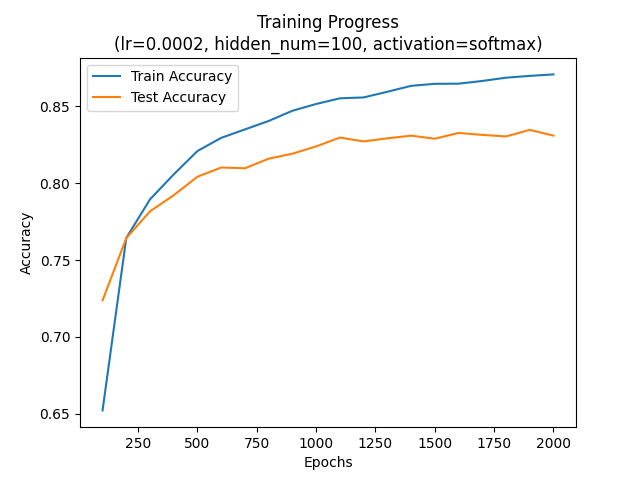 Training Progress
(lr=0.0002, hidden_num=100, activation=softmax)
Train Accuracy
Test Accuracy
0.85
0.80
0.75
0.70
0.65
Accuracy
250
500
750
1000
1250
1500
1750
2000
Epochs